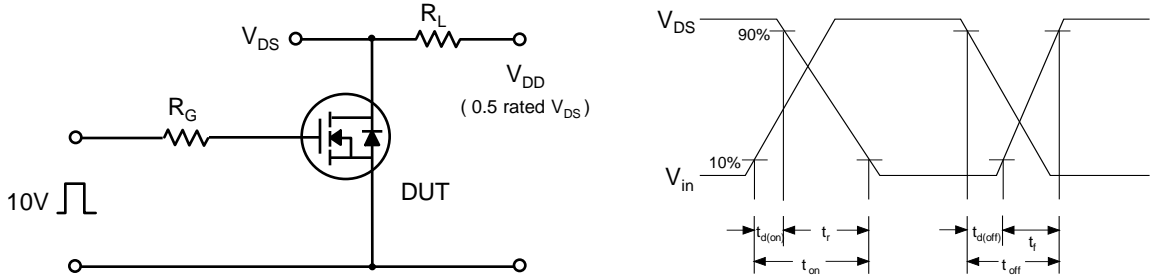 V_DS
R_L
V_DD
( 0.5 rated V_DS )
R_G
10V
DUT
V_DS
90%
10%
V_in
t_d(on)
t_r
t_on
t_d(off)
t_f
t_off